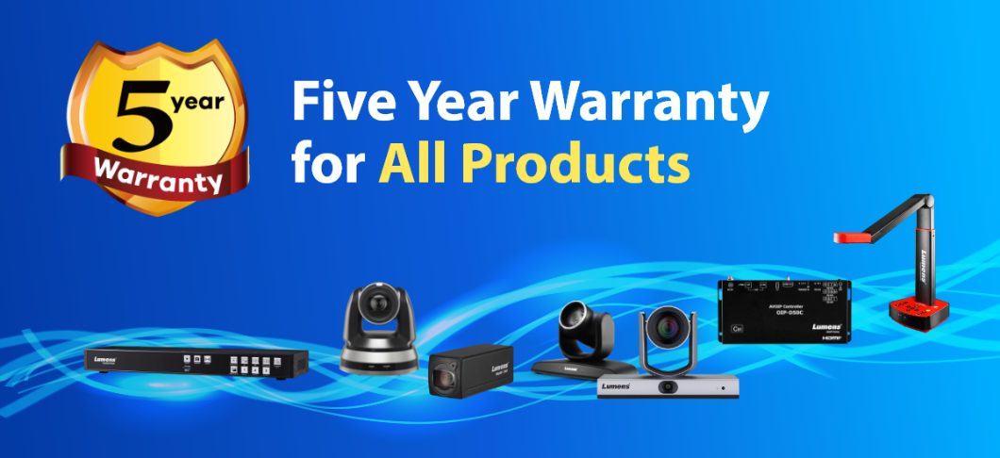 5 year
Warranty
Five Year Warranty
for All Products
Lumens
Lumens
Lumens
Lumens
AVOIP Controller
OIP-D50C
Lumens
HDMI
Lumens